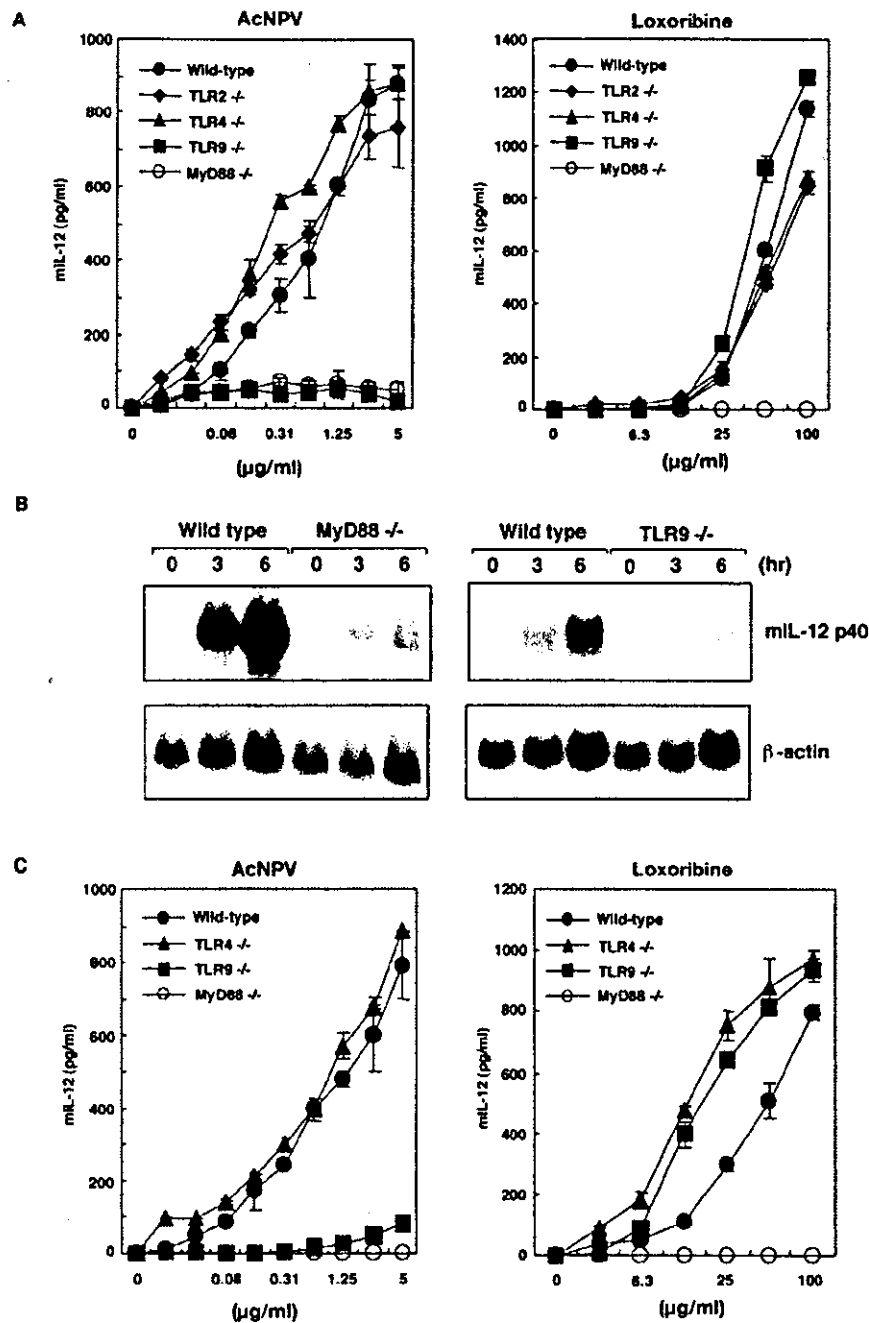 A
AcNPV
1000
800
600
400
200
0
mIL-12 (pg/ml)
Wild-type
TLR2 -/-
TLR4 -/-
TLR9 -/-
MyD88 -/-
0 0.08 0.31 1.25 5
(µg/ml)
Loxoribine
1400
1200
1000
800
600
400
200
0
mIL-12 (pg/ml)
Wild-type
TLR2 -/-
TLR4 -/-
TLR9 -/-
MyD88 -/-
0 6.3 25 100
(µg/ml)
B
Wild type MyD88 -/-
0 3 6 0 3 6
Wild type TLR9 -/-
0 3 6 0 3 6 (hr)
mIL-12 p40
β-actin
C
AcNPV
1000
800
600
400
200
0
mIL-12 (pg/ml)
Wild-type
TLR4 -/-
TLR9 -/-
MyD88 -/-
0 0.08 0.31 1.25 5
(µg/ml)
Loxoribine
1200
1000
800
600
400
200
0
mIL-12 (pg/ml)
Wild-type
TLR4 -/-
TLR9 -/-
MyD88 -/-
0 6.3 25 100
(µg/ml)